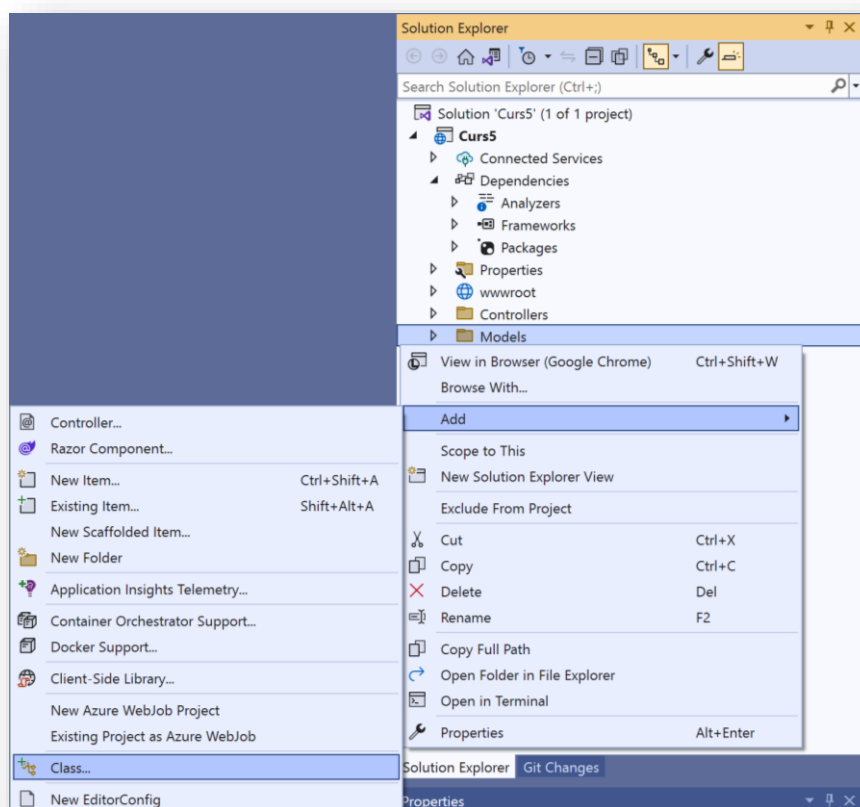 Solution Explorer
Search Solution Explorer (Ctrl+;)
Solution 'Curs5' (1 of 1 project)
Curs5
Connected Services
Dependencies
Analyzers
Frameworks
Packages
Properties
wwwroot
Controllers
Models
View in Browser (Google Chrome) Ctrl+Shift+W
Browse With...
Add
Scope to This
New Solution Explorer View
Exclude From Project
Cut Ctrl+X
Copy Ctrl+C
Delete Del
Rename F2
Copy Full Path
Open Folder in File Explorer
Open in Terminal
Properties Alt+Enter
Controller...
Razor Component...
New Item... Ctrl+Shift+A
Existing Item... Shift+Alt+A
New Scaffolded Item...
New Folder
Application Insights Telemetry...
Container Orchestrator Support...
Docker Support...
Client-Side Library...
New Azure WebJob Project
Existing Project as Azure WebJob
Class...
New EditorConfig
Solution Explorer Git Changes
Properties